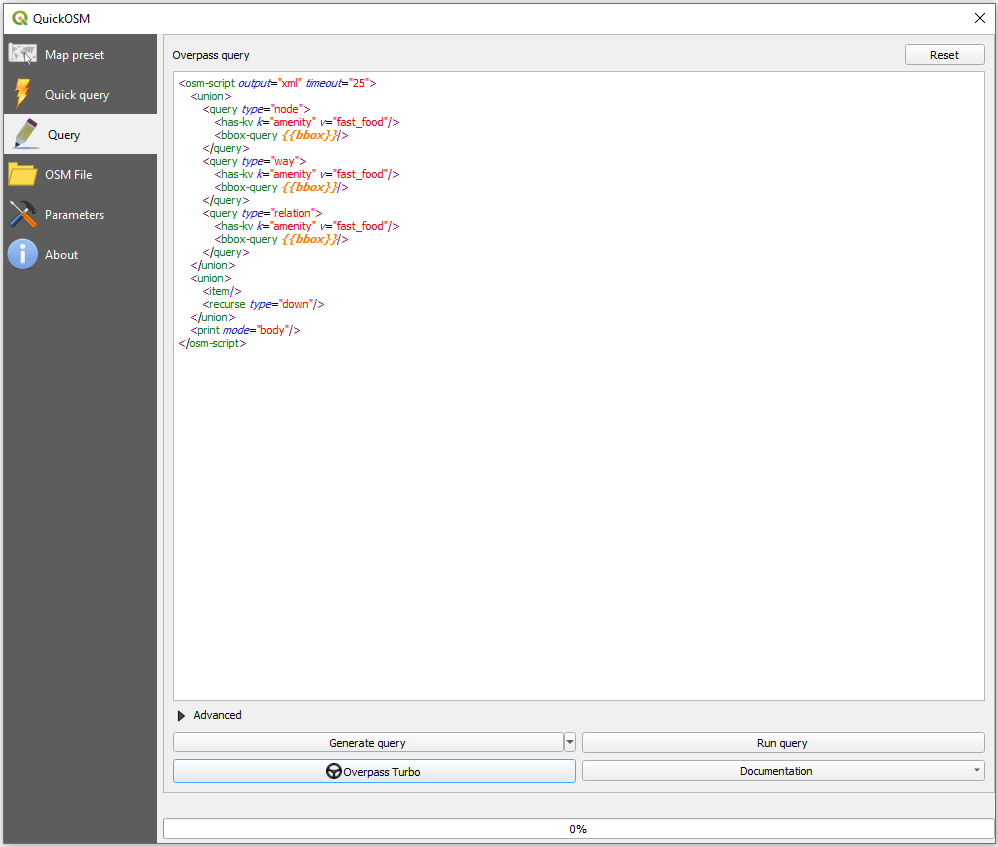 QuickOSM
Map preset
Quick query
Query
OSM File
Parameters
About
Overpass query
Reset
<osm-script output="xml" timeout="25">
<union>
<query type="node">
<has-kv k="amenity" v="fast_food"/>
<bbox-query {{bbox}}/>
</query>
<query type="way">
<has-kv k="amenity" v="fast_food"/>
<bbox-query {{bbox}}/>
</query>
<query type="relation">
<has-kv k="amenity" v="fast_food"/>
<bbox-query {{bbox}}/>
</query>
</union>
<union>
<item/>
<recurse type="down"/>
</union>
<print mode="body"/>
</osm-script>
Advanced
Generate query
Run query
Overpass Turbo
Documentation
0%